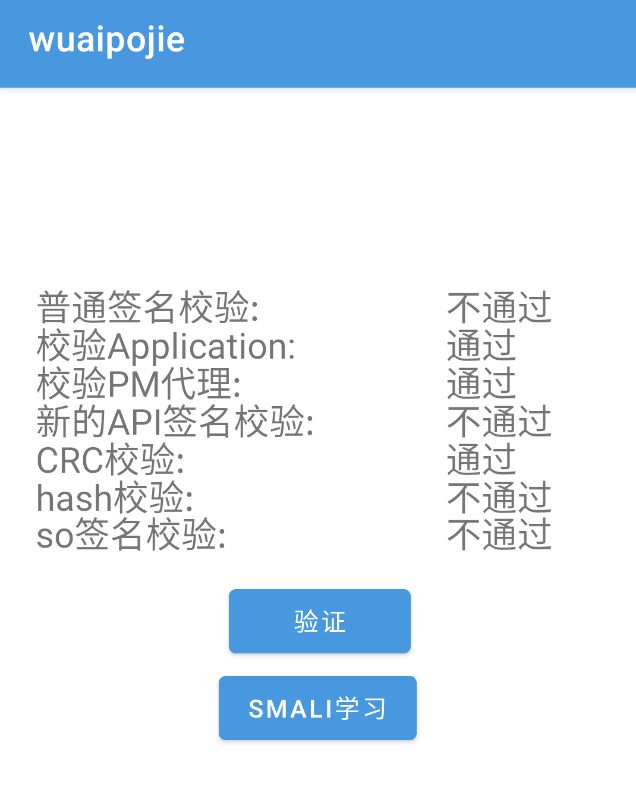 wuaipojie
普通签名校验: 不通过
校验Application: 通过
校验PM代理: 通过
新的API签名校验: 不通过
CRC校验: 通过
hash校验: 不通过
so签名校验: 不通过
验证
SMALI学习